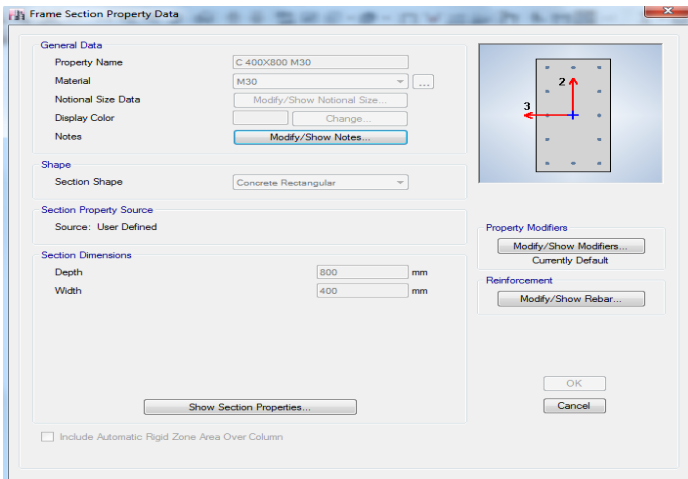 Frame Section Property Data
General Data
Property Name C 400X800 M30
Material M30 ...
Notional Size Data Modify/Show Notional Size...
Display Color Change...
Notes Modify/Show Notes...
Shape
Section Shape Concrete Rectangular
Section Property Source
Source: User Defined
Section Dimensions
Depth 800 mm
Width 400 mm
Show Section Properties...
Include Automatic Rigid Zone Area Over Column
2
3
Property Modifiers
Modify/Show Modifiers...
Currently Default
Reinforcement
Modify/Show Rebar...
OK
Cancel